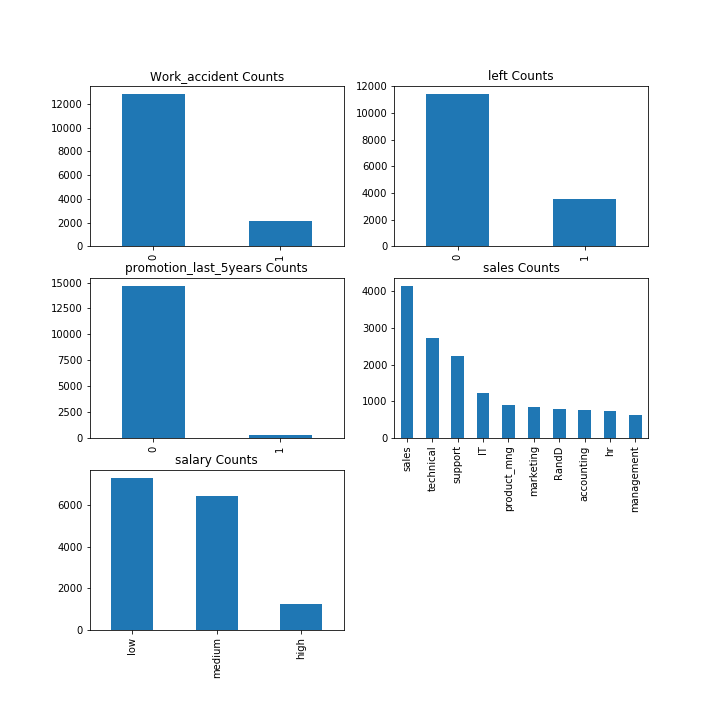 Work_accident Counts
12000
10000
8000
6000
4000
2000
0
0
1
left Counts
12000
10000
8000
6000
4000
2000
0
0
1
promotion_last_5years Counts
15000
12500
10000
7500
5000
2500
0
0
1
sales Counts
4000
3000
2000
1000
0
sales
technical
support
IT
product_mng
marketing
RandD
accounting
hr
management
salary Counts
6000
4000
2000
0
low
medium
high